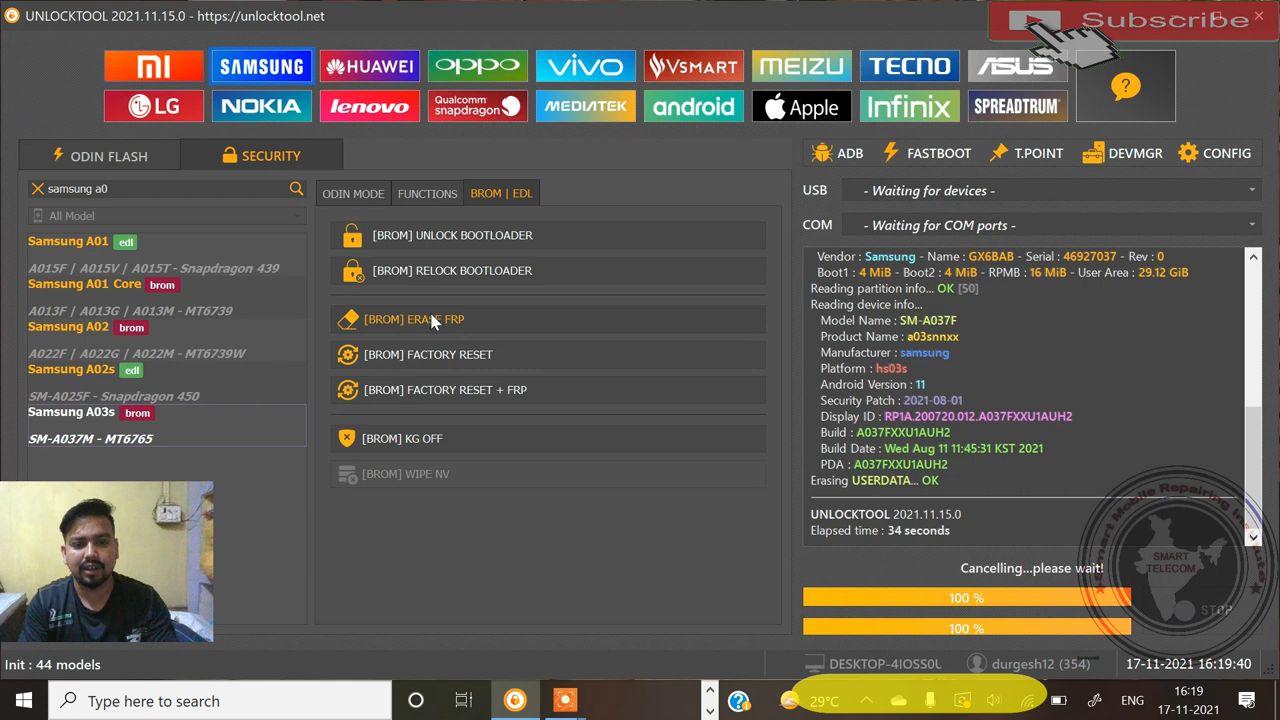 UNLOCKTOOL 2021.11.15.0 - https://unlocktool.net
Subscribe
mi
SAMSUNG
HUAWEI
oppo
vivo
VSMART
MEIZU
TECNO
ASUS
?
LG
NOKIA
lenovo
Qualcomm
snapdragon
MEDIATEK
android
Apple
Infinix
SPREADTRUM
ODIN FLASH
SECURITY
ADB
FASTBOOT
T.POINT
DEVMGR
CONFIG
samsung a0
All Model
Samsung A01 edl
A015F | A015V | A015T - Snapdragon 439
Samsung A01 Core brom
A013F | A013G | A013M - MT6739
Samsung A02 brom
A022F | A022G | A022M - MT6739W
Samsung A02s edl
SM-A025F - Snapdragon 450
Samsung A03s brom
SM-A037M - MT6765
ODIN MODE
FUNCTIONS
BROM | EDL
[BROM] UNLOCK BOOTLOADER
[BROM] RELOCK BOOTLOADER
[BROM] ERASE FRP
[BROM] FACTORY RESET
[BROM] FACTORY RESET + FRP
[BROM] KG OFF
[BROM] WIPE NV
USB - Waiting for devices -
COM - Waiting for COM ports -
Vendor : Samsung - Name : GX6BAB - Serial : 46927037 - Rev : 0
Boot1 : 4 MiB - Boot2 : 4 MiB - RPMB : 16 MiB - User Area : 29.12 GiB
Reading partition info... OK [50]
Reading device info...
Model Name : SM-A037F
Product Name : a03snnxx
Manufacturer : samsung
Platform : hs03s
Android Version : 11
Security Patch : 2021-08-01
Display ID : RP1A.200720.012.A037FXXU1AUH2
Build : A037FXXU1AUH2
Build Date : Wed Aug 11 11:45:31 KST 2021
PDA : A037FXXU1AUH2
Erasing USERDATA... OK
UNLOCKTOOL 2021.11.15.0
Elapsed time : 34 seconds
Cancelling...please wait!
100 %
100 %
STOP
SMART
TELECOM
Init : 44 models
DESKTOP-4IOSS0U
durgesh12 (354)
17-11-2021 16:19:40
Type here to search
29°C
ENG
16:19
17-11-2021